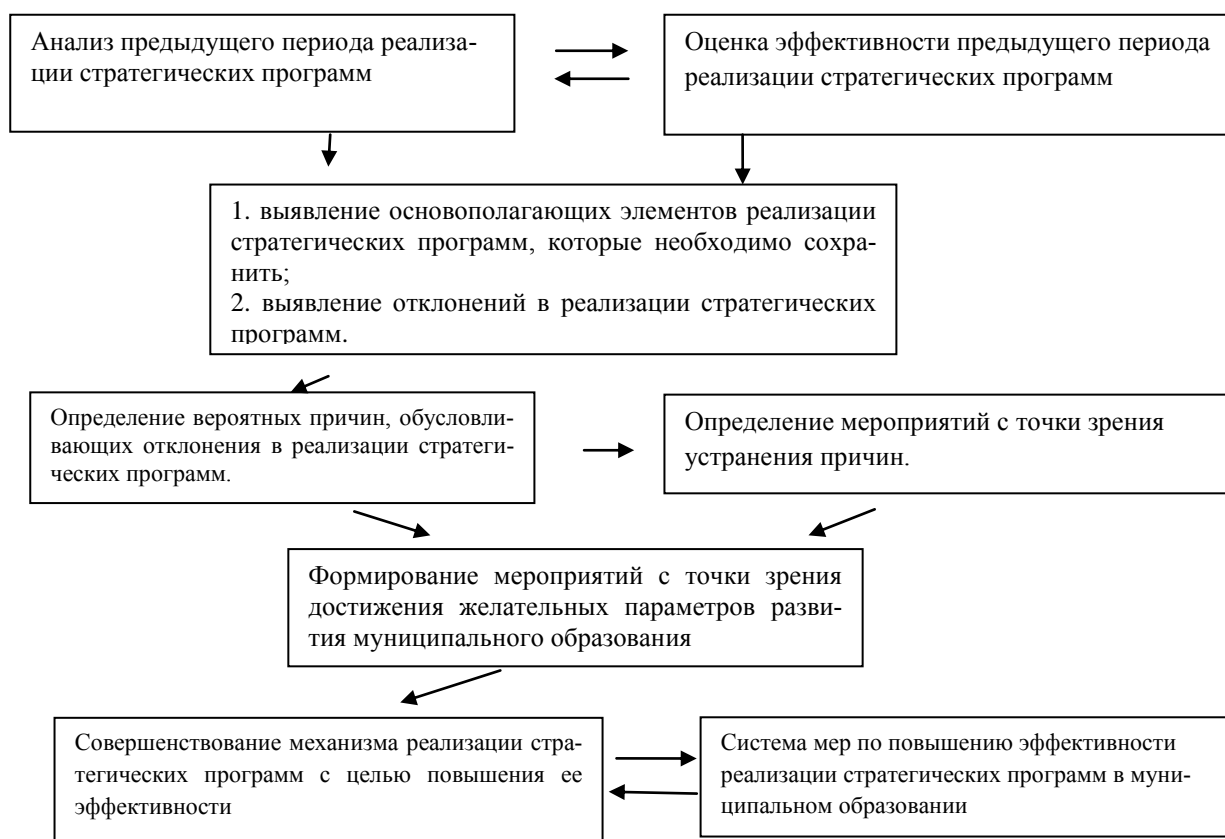 Анализ предыдущего периода реализа-
ции стратегических программ
Оценка эффективности предыдущего периода
реализации стратегических программ
1. выявление основополагающих элементов реализации
стратегических программ, которые необходимо сохра-
нить;
2. выявление отклонений в реализации стратегических
программ.
Определение вероятных причин, обусловли-
вающих отклонения в реализации стратеги-
ческих программ.
Определение мероприятий с точки зрения
устранения причин.
Формирование мероприятий с точки зрения
достижения желательных параметров разви-
тия муниципального образования
Совершенствование механизма реализации стра-
тегических программ с целью повышения ее
эффективности
Система мер по повышению эффективности
реализации стратегических программ в муни-
ципальном образовании